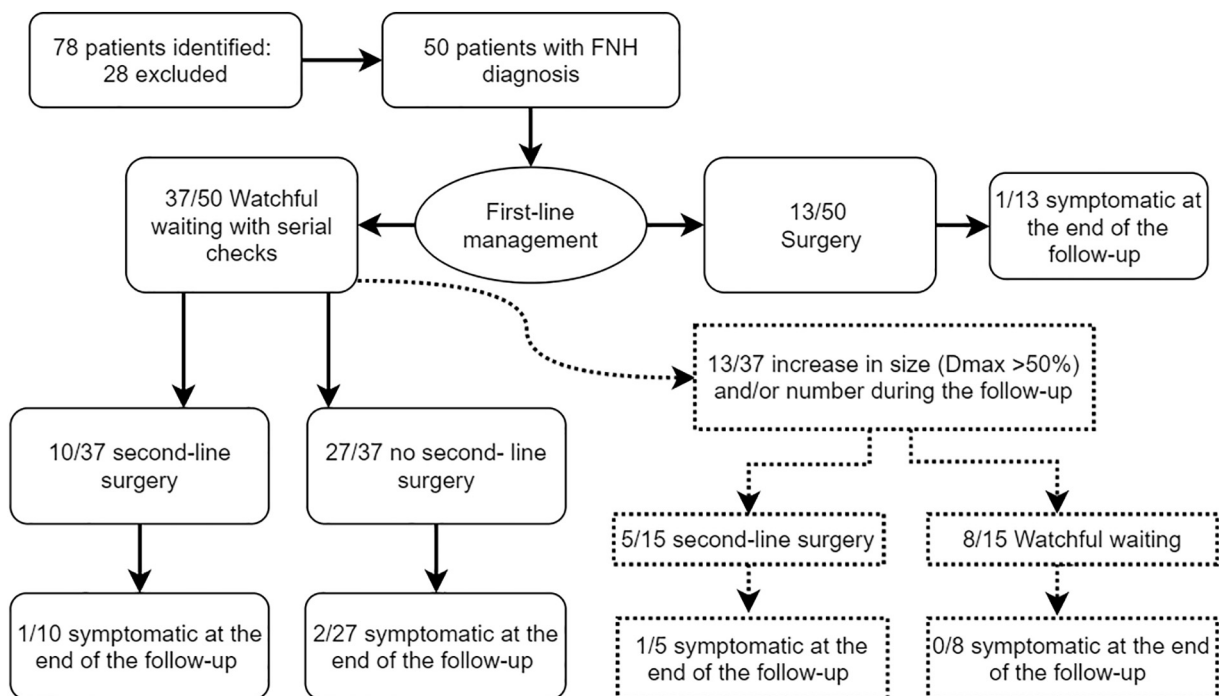 78 patients identified:
28 excluded
50 patients with FNH
diagnosis
37/50 Watchful
waiting with serial
checks
First-line
management
13/50
Surgery
1/13 symptomatic at
the end of the
follow-up
13/37 increase in size (Dmax >50%)
and/or number during the follow-up
10/37 second-line
surgery
27/37 no second- line
surgery
5/15 second-line surgery
8/15 Watchful waiting
1/10 symptomatic at the
end of the follow-up
2/27 symptomatic at the
end of the follow-up
1/5 symptomatic at the
end of the follow-up
0/8 symptomatic at the end
of the follow-up